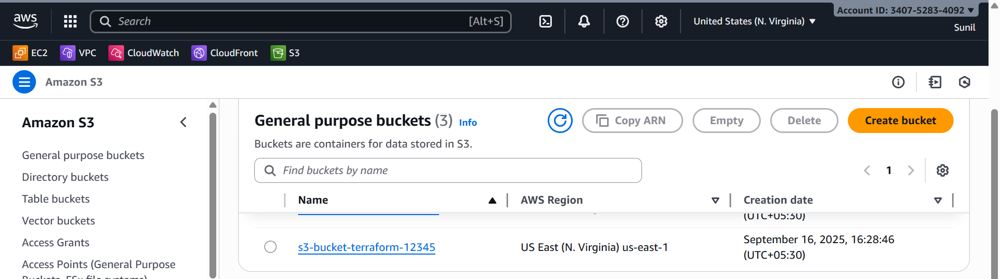 aws
Search [Alt+S]
United States (N. Virginia) ▼
Account ID: 3407-5283-4092 ▼
Sunil
EC2 VPC CloudWatch CloudFront S3
Amazon S3
Amazon S3
General purpose buckets
Directory buckets
Table buckets
Vector buckets
Access Grants
Access Points (General Purpose
Buckets, FSx file systems)
General purpose buckets (3) Info
Copy ARN Empty Delete Create bucket
Buckets are containers for data stored in S3.
Find buckets by name
1
Name AWS Region Creation date
(UTC+05:30)
s3-bucket-terraform-12345 US East (N. Virginia) us-east-1 September 16, 2025, 16:28:46
(UTC+05:30)